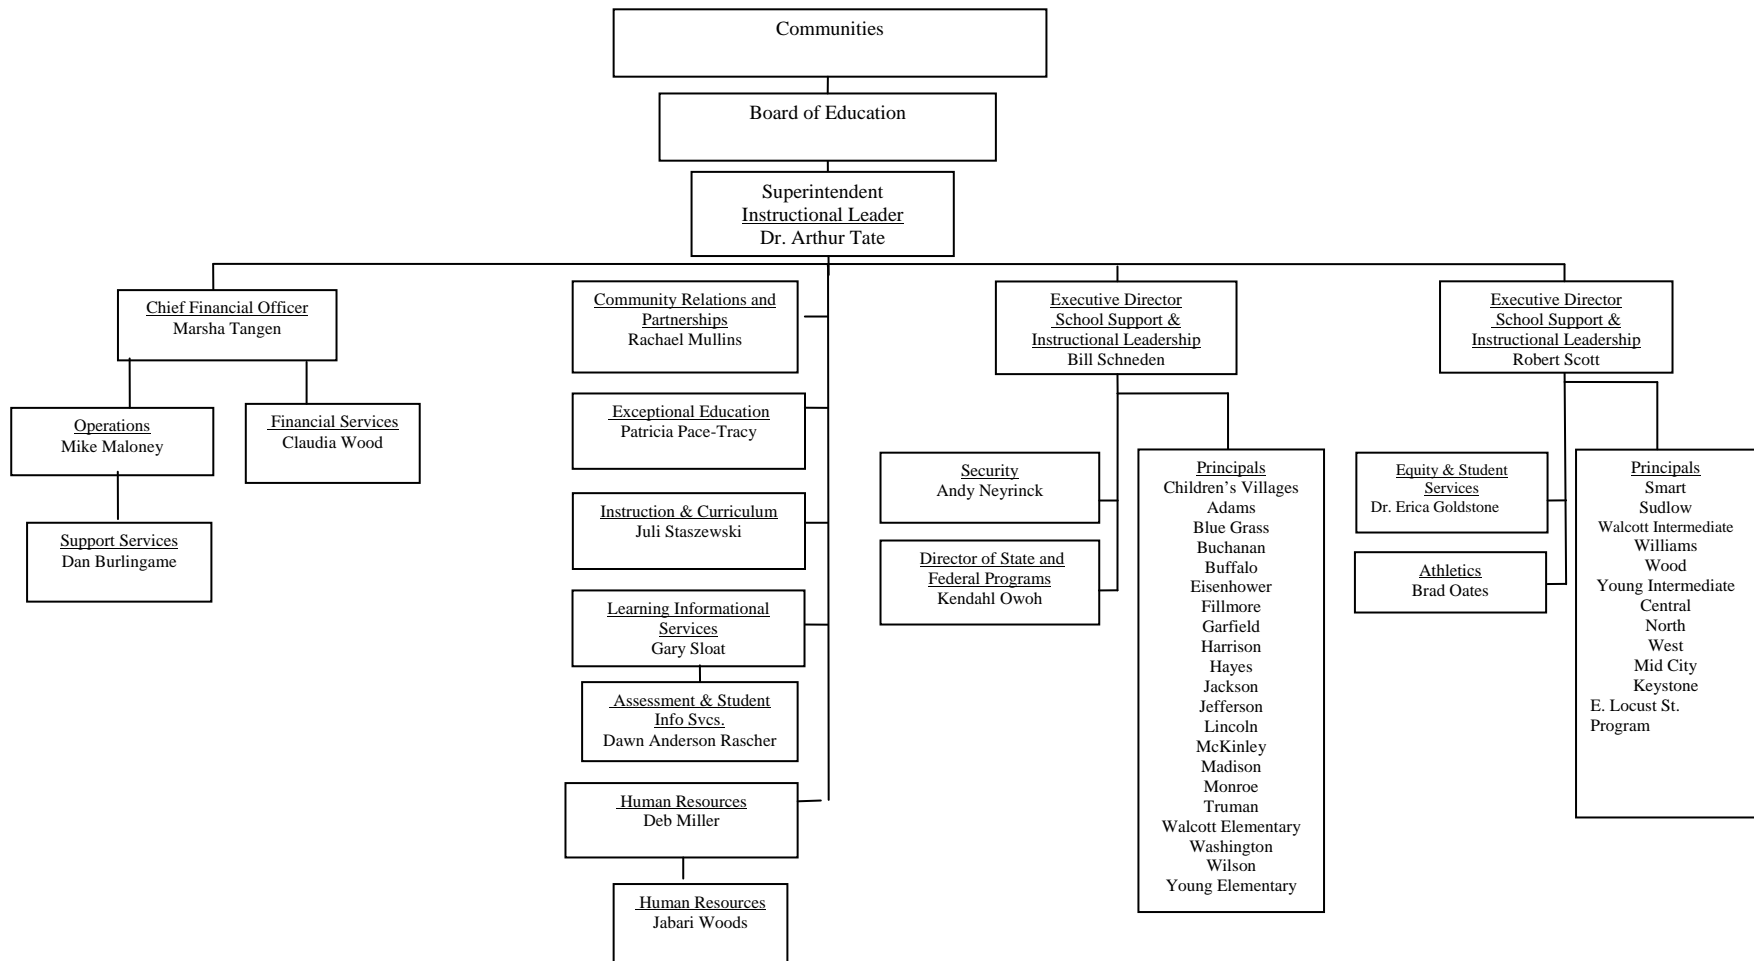 Communities
Board of Education
Superintendent
Instructional Leader
Dr. Arthur Tate
Chief Financial Officer
Marsha Tangen
Operations
Mike Maloney
Financial Services
Claudia Wood
Support Services
Dan Burlingame
Community Relations and
Partnerships
Rachael Mullins
Exceptional Education
Patricia Pace-Tracy
Instruction & Curriculum
Juli Staszewski
Learning Informational
Services
Gary Sloat
Assessment & Student
Info Svcs.
Dawn Anderson Rascher
Human Resources
Deb Miller
Human Resources
Jabari Woods
Executive Director
School Support &
Instructional Leadership
Bill Schneden
Security
Andy Neyrinck
Director of State and
Federal Programs
Kendahl Owoh
Principals
Children’s Villages
Adams
Blue Grass
Buchanan
Buffalo
Eisenhower
Fillmore
Garfield
Harrison
Hayes
Jackson
Jefferson
Lincoln
McKinley
Madison
Monroe
Truman
Walcott Elementary
Washington
Wilson
Young Elementary
Executive Director
School Support &
Instructional Leadership
Robert Scott
Equity & Student
Services
Dr. Erica Goldstone
Athletics
Brad Oates
Principals
Smart
Sudlow
Walcott Intermediate
Williams
Wood
Young Intermediate
Central
North
West
Mid City
Keystone
E. Locust St.
Program